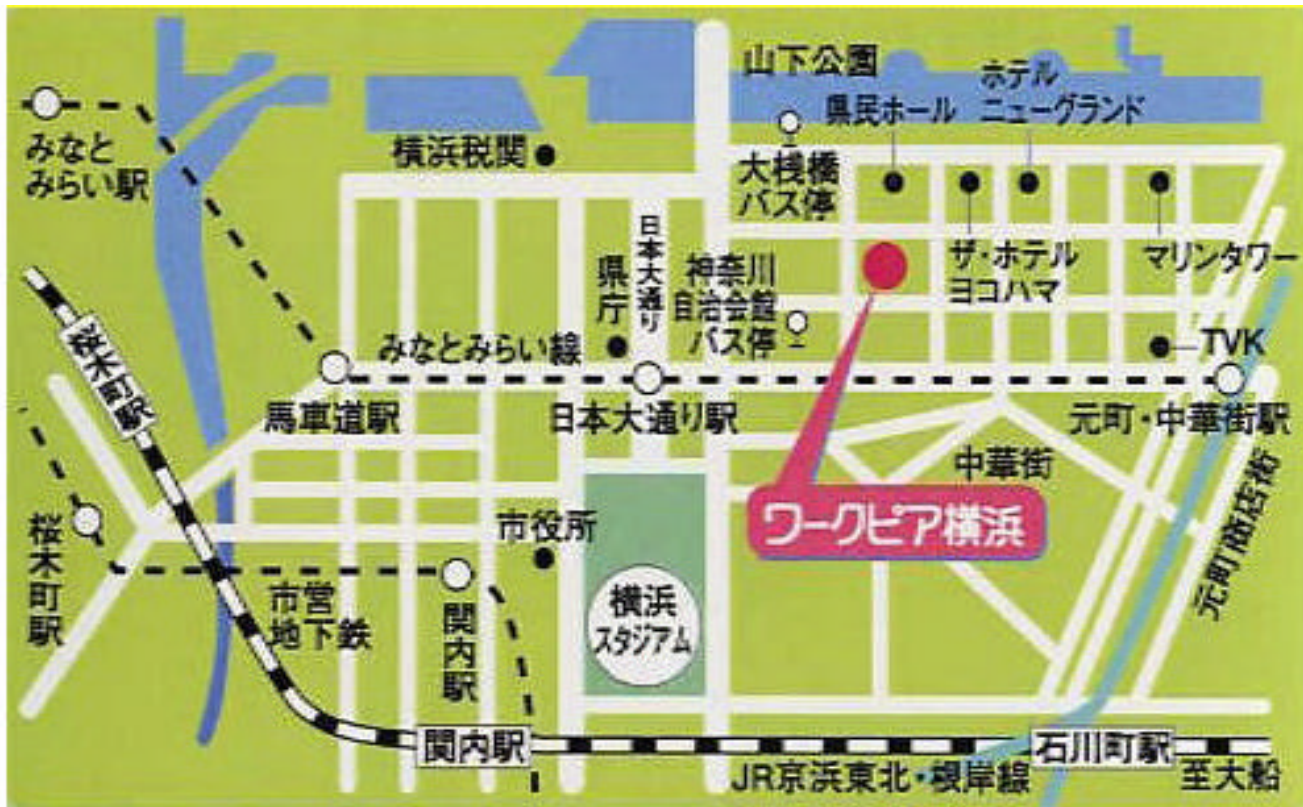 山下公園
ホテル
ニューグランド
県民ホール
みなと
みらい駅
横浜税関
大桟橋
バス停
日本大通り
県庁
神奈川
自治会館
バス停
ザ・ホテル
ヨコハマ
マリンタワー
桜木町駅
みなとみらい線
TVK
馬車道駅
日本大通り駅
元町・中華街駅
中華街
元町商店街
ワークピア横浜
桜木町駅
市役所
市営
地下鉄
関内駅
横浜
スタジアム
関内駅
石川町駅
JR京浜東北・根岸線
至大船